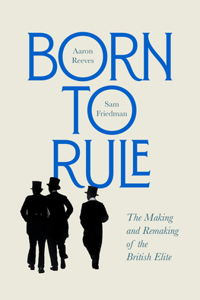 BORN
Aaron
Reeves
TO
Sam
Friedman
RULE
The Making
and Remaking
of the
British Elite